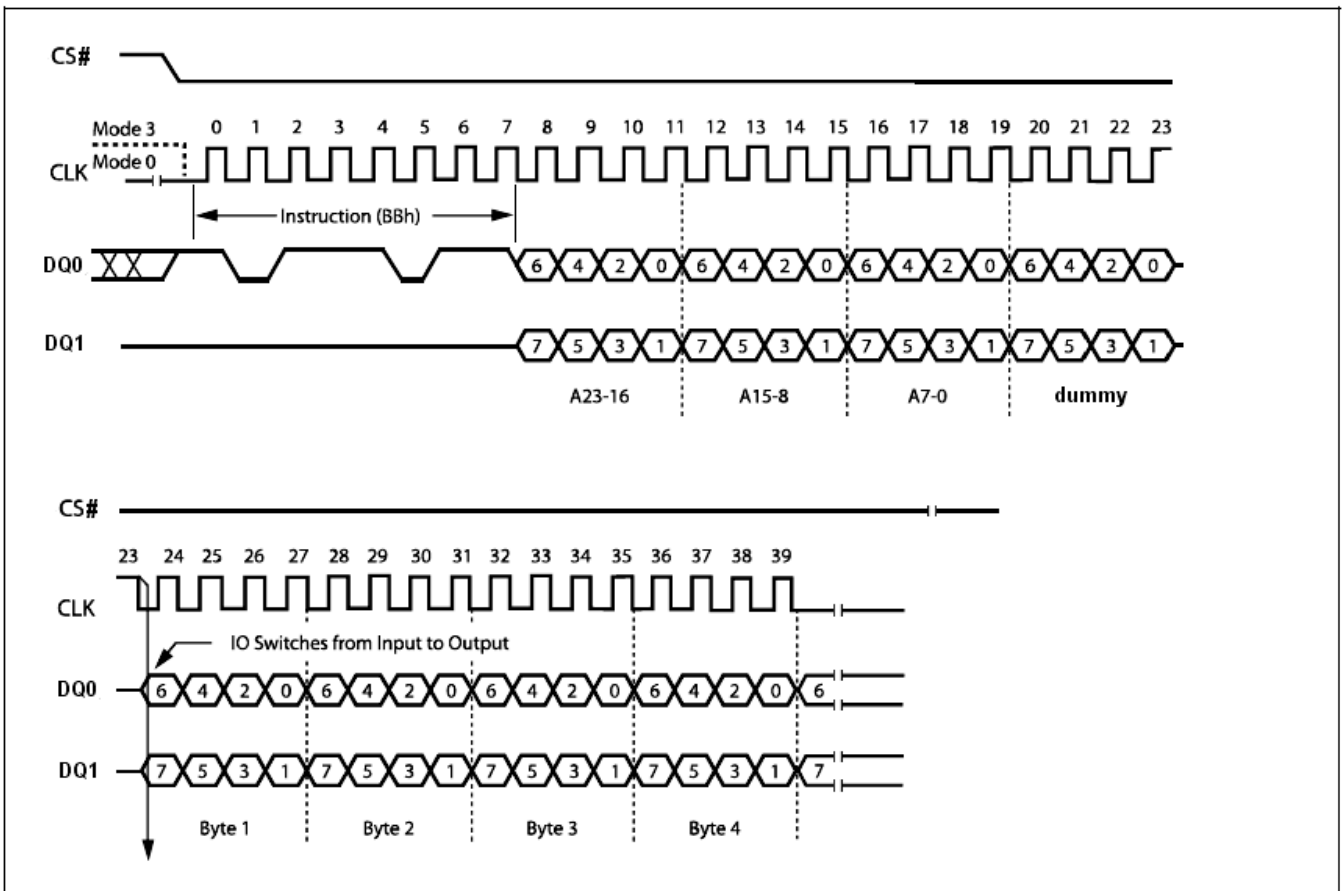 CS#
Mode 3
0 1 2 3 4 5 6 7 8 9 10 11 12 13 14 15 16 17 18 19 20 21 22 23
CLK Mode 0
Instruction (BBh)
DQ0 6 4 2 0 6 4 2 0 6 4 2 0 6 4 2 0
DQ1 7 5 3 1 7 5 3 1 7 5 3 1 7 5 3 1
A23-16 A15-8 A7-0 dummy
CS#
23 24 25 26 27 28 29 30 31 32 33 34 35 36 37 38 39
CLK
IO Switches from Input to Output
DQ0 6 4 2 0 6 4 2 0 6 4 2 0 6 4 2 0 6
DQ1 7 5 3 1 7 5 3 1 7 5 3 1 7 5 3 1 7
Byte 1 Byte 2 Byte 3 Byte 4